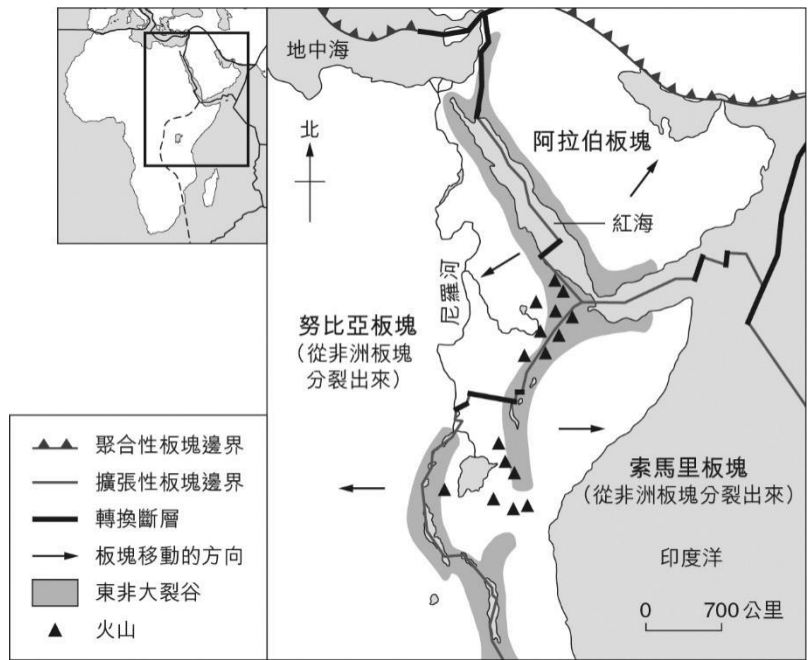 地中海
北
阿拉伯板塊
紅海
尼羅河
努比亞板塊
（從非洲板塊
分裂出來）
索馬里板塊
（從非洲板塊分裂出來）
印度洋
0 700 公里
聚合性板塊邊界
擴張性板塊邊界
轉換斷層
板塊移動的方向
東非大裂谷
火山